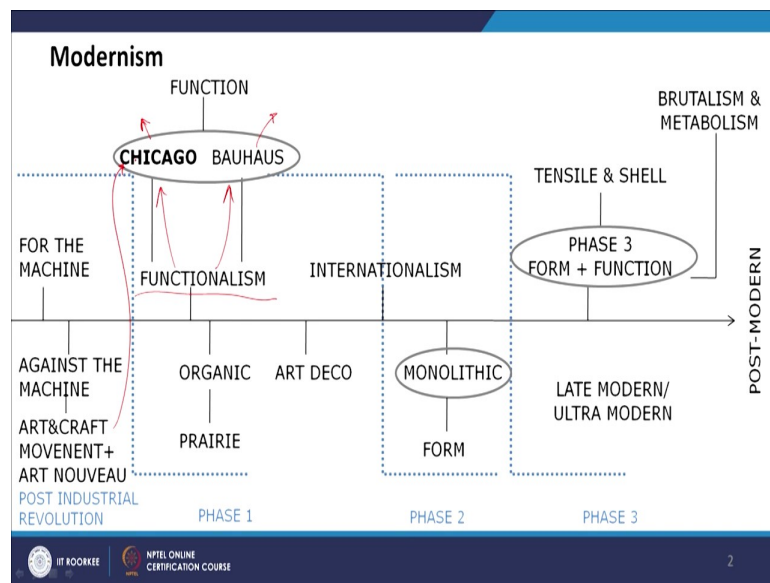 Modernism
FUNCTION
CHICAGO BAUHAUS
BRUTALISM &
METABOLISM
TENSILE & SHELL
FOR THE
MACHINE
FUNCTIONALISM
INTERNATIONALISM
PHASE 3
FORM + FUNCTION
POST-MODERN
AGAINST THE
MACHINE
ART&CRAFT
MOVENENT+
ART NOUVEAU
ORGANIC
PRAIRIE
ART DECO
MONOLITHIC
FORM
LATE MODERN/
ULTRA MODERN
POST INDUSTRIAL
REVOLUTION
PHASE 1
PHASE 2
PHASE 3
IIT ROORKEE
NPTEL ONLINE
CERTIFICATION COURSE
2